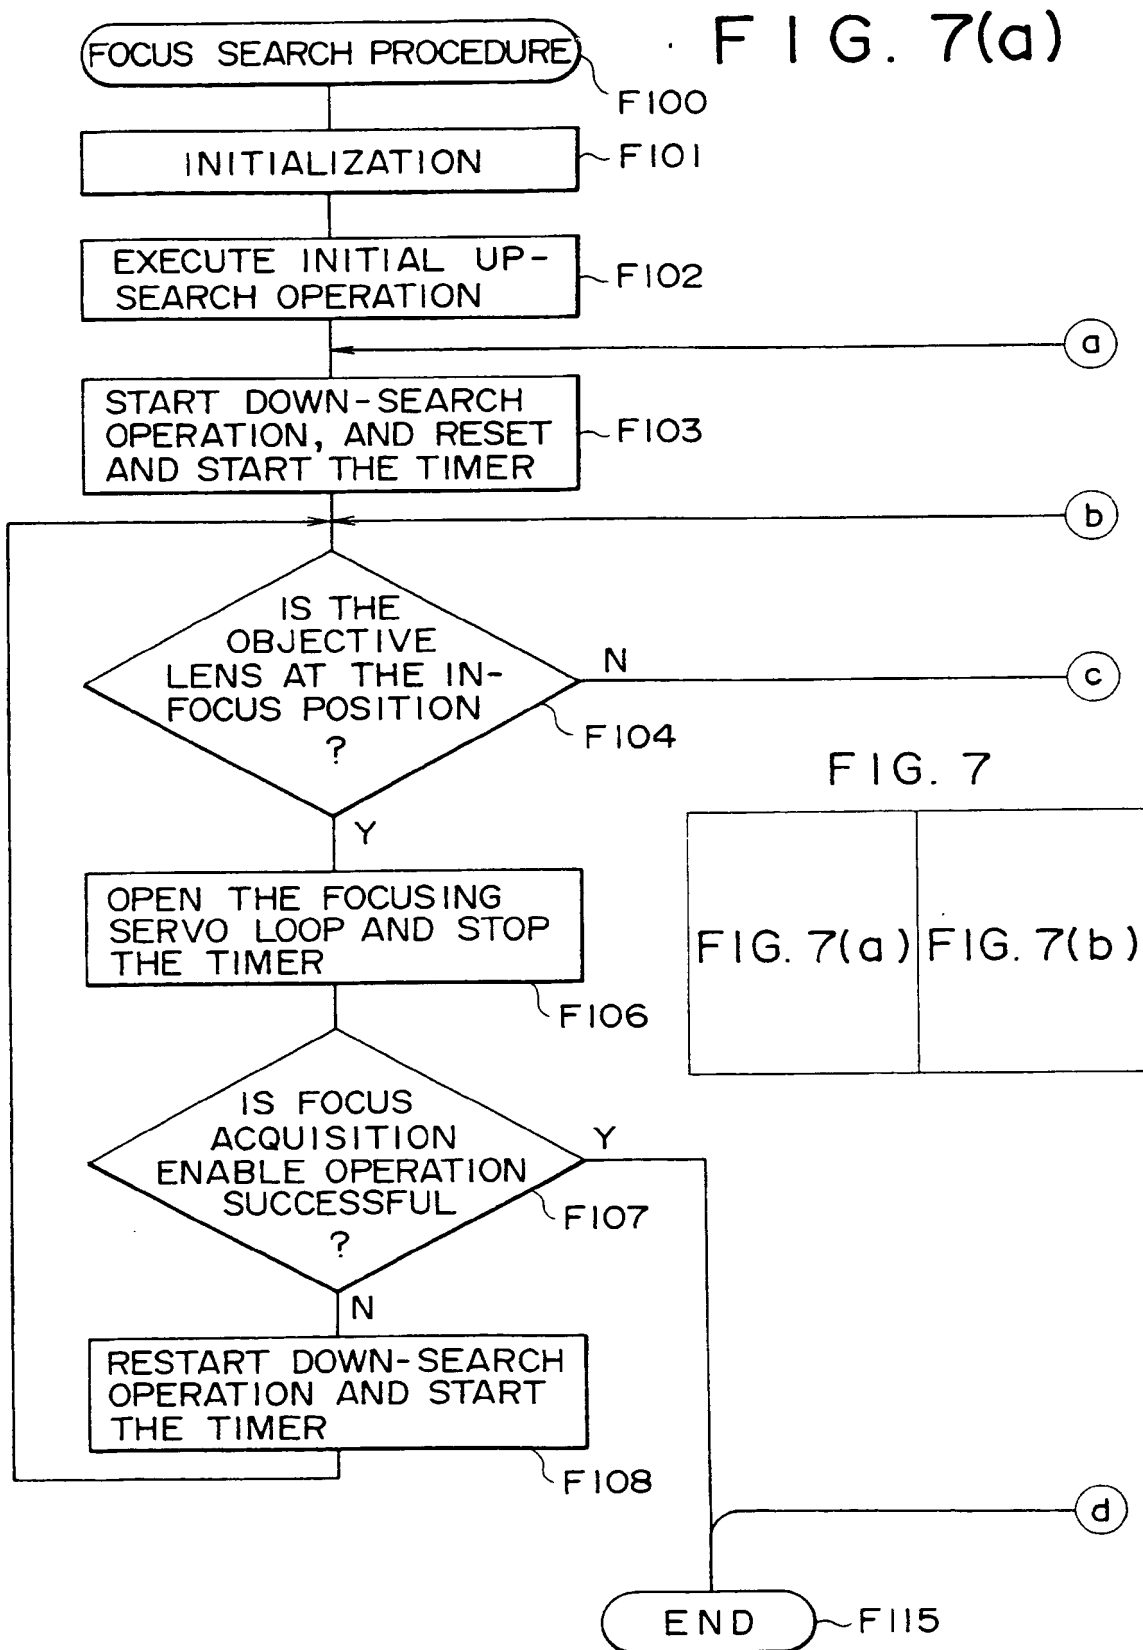 FIG. 7(a)
FOCUS SEARCH PROCEDURE
F100
INITIALIZATION
F101
EXECUTE INITIAL UP-
SEARCH OPERATION
F102
a
START DOWN-SEARCH
OPERATION, AND RESET
AND START THE TIMER
F103
b
IS THE
OBJECTIVE
LENS AT THE IN-
FOCUS POSITION
?
N
c
F104
Y
FIG. 7
FIG. 7(a)
FIG. 7(b)
OPEN THE FOCUSING
SERVO LOOP AND STOP
THE TIMER
F106
IS FOCUS
ACQUISITION
ENABLE OPERATION
SUCCESSFUL
?
Y
F107
N
RESTART DOWN-SEARCH
OPERATION AND START
THE TIMER
F108
d
END
F115